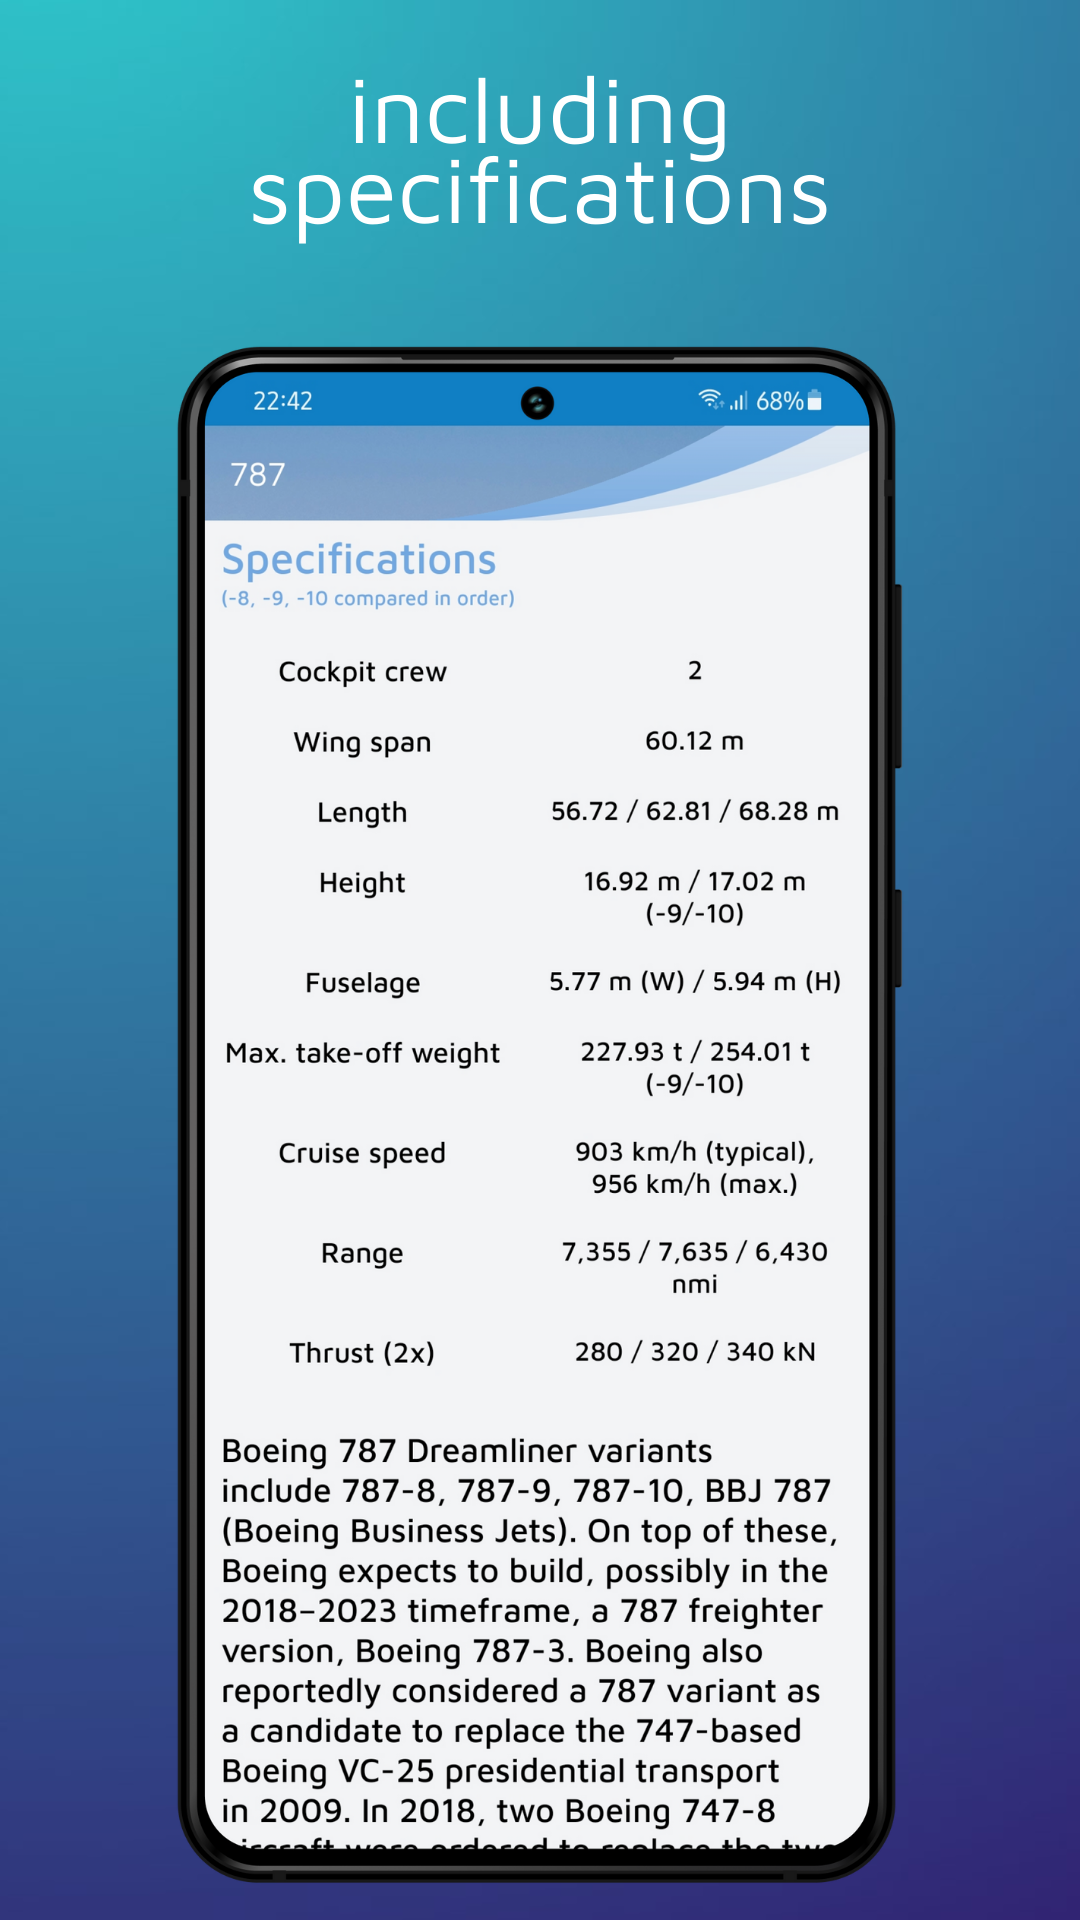 including
specifications
22:42
68%
787
Specifications
(-8, -9, -10 compared in order)
Cockpit crew 2
Wing span 60.12 m
Length 56.72 / 62.81 / 68.28 m
Height 16.92 m / 17.02 m
(-9/-10)
Fuselage 5.77 m (W) / 5.94 m (H)
Max. take-off weight 227.93 t / 254.01 t
(-9/-10)
Cruise speed 903 km/h (typical),
956 km/h (max.)
Range 7,355 / 7,635 / 6,430
nmi
Thrust (2x) 280 / 320 / 340 kN
Boeing 787 Dreamliner variants
include 787-8, 787-9, 787-10, BBJ 787
(Boeing Business Jets). On top of these,
Boeing expects to build, possibly in the
2018–2023 timeframe, a 787 freighter
version, Boeing 787-3. Boeing also
reportedly considered a 787 variant as
a candidate to replace the 747-based
Boeing VC-25 presidential transport
in 2009. In 2018, two Boeing 747-8
aircraft were ordered to replace the two